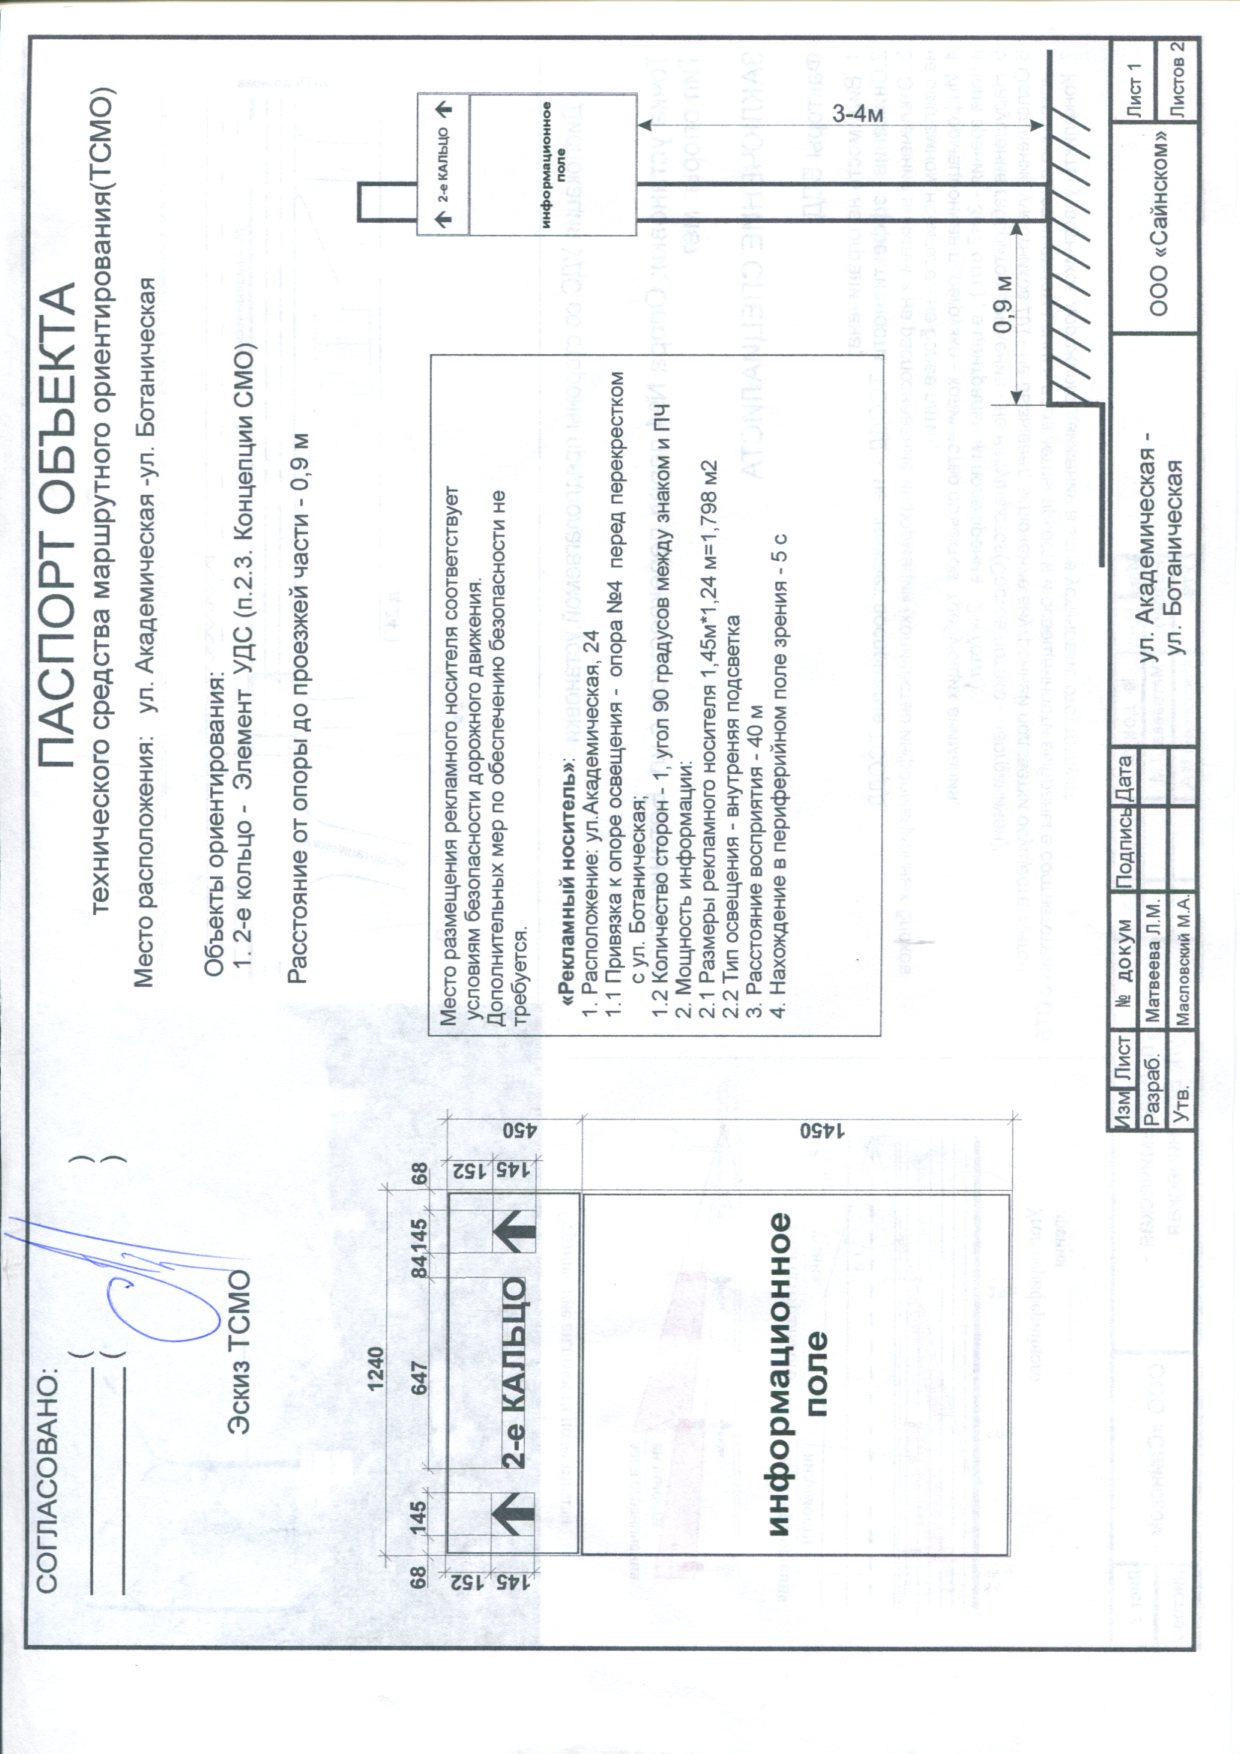 СОГЛАСОВАНО:
( )
( )
ПАСПОРТ ОБЪЕКТА
технического средства маршрутного ориентирования(ТСМО)
Место расположения: ул. Академическая -ул. Ботаническая
Объекты ориентирования:
1. 2-е кольцо - Элемент УДС (п.2.3. Концепции СМО)
Расстояние от опоры до проезжей части - 0,9 м
Эскиз ТСМО
1240
68
145
647
84
145
68
152
145
152
145
450
1450
2-е КАЛЬЦО
информационное
поле
Место размещения рекламного носителя соответствует
условиям безопасности дорожного движения.
Дополнительных мер по обеспечению безопасности не
требуется.
«Рекламный носитель»:
1. Расположение: ул.Академическая, 24
1.1 Привязка к опоре освещения - опора №4 перед перекрестком
с ул. Ботаническая;
1.2 Количество сторон - 1, угол 90 градусов между знаком и ПЧ
2. Мощность информации:
2.1 Размеры рекламного носителя 1,45м*1,24 м=1,798 м2
2.2 Тип освещения - внутреняя подсветка
3. Расстояние восприятия - 40 м
4. Нахождение в периферийном поле зрения - 5 с
2-е КАЛЬЦО
информационное
поле
3-4м
0,9 м
Изм Лист № докум Подпись Дата
Разраб. Матвеева Л.М.
Утв. Масловский М.А.
ул. Академическая -
ул. Ботаническая
ООО «Сайнском»
Лист 1
Листов 2